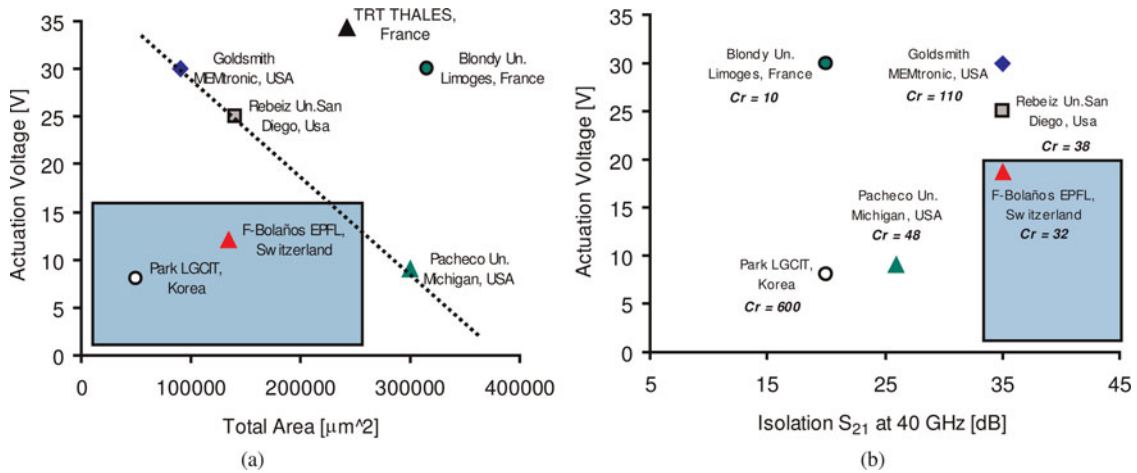 Actuation Voltage [V]
35
30
25
20
15
10
5
0
TRT THALES,
France
Goldsmith
MEMtronic, USA
Blondy Un.
Limoges, France
Rebeiz Un.San
Diego, Usa
F-Bolaños EPFL,
Switzerland
Park LGCIT,
Korea
Pacheco Un.
Michigan, USA
0 100000 200000 300000 400000
Total Area [μm^2]
(a)
Actuation Voltage [V]
35
30
25
20
15
10
5
0
Blondy Un.
Limoges, France
Cr = 10
Goldsmith
MEMtronic, USA
Cr = 110
Rebeiz Un.San
Diego, Usa
Cr = 38
Pacheco Un.
Michigan, USA
Cr = 48
F-Bolaños EPFL,
Switzerland
Cr = 32
Park LGCIT,
Korea
Cr = 600
5 15 25 35 45
Isolation S21 at 40 GHz [dB]
(b)